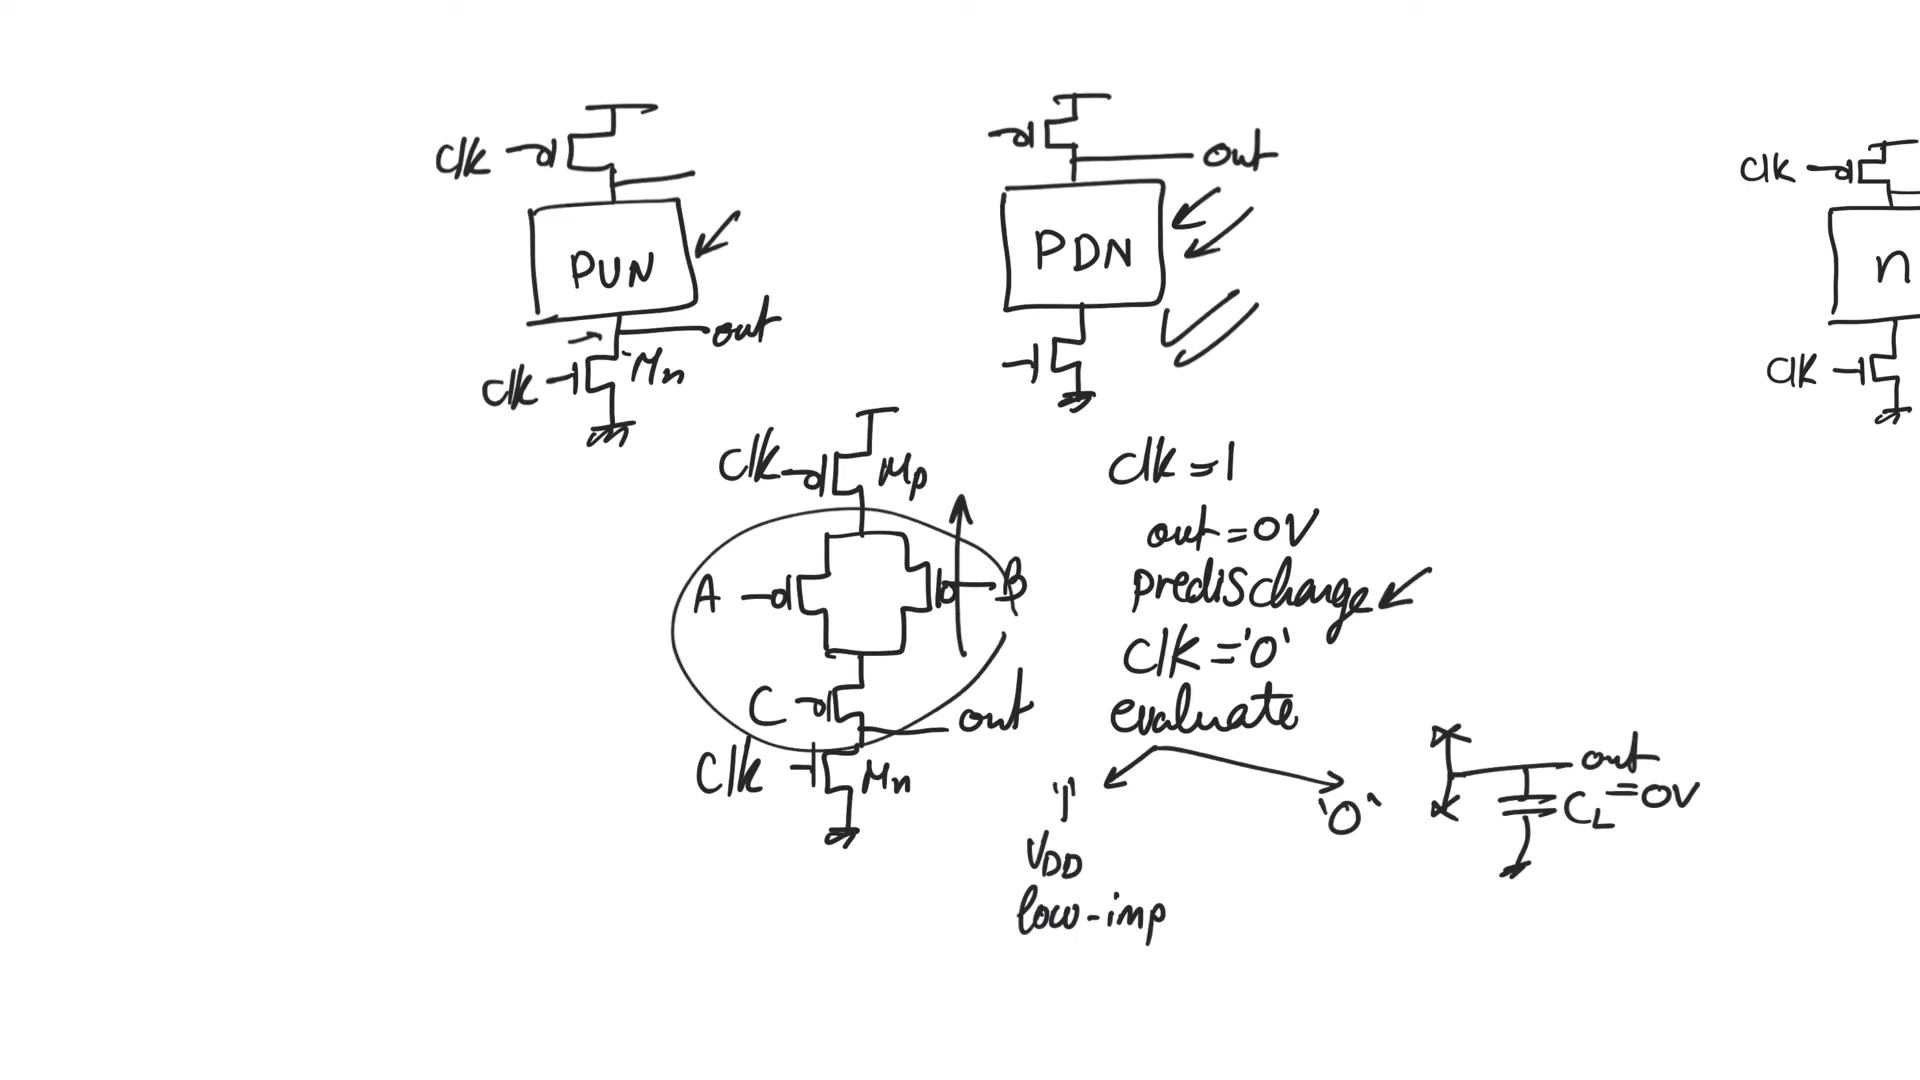 Clk
PUN
out
Clk
Mn
out
PDN
Clk
n
Clk
Clk
Mp
A
B
C
out
Clk
Mn
Clk = 1
out = 0V
predischarge
Clk = '0'
evaluate
'1'
'0'
VDD
low-imp
out
= 0V
CL